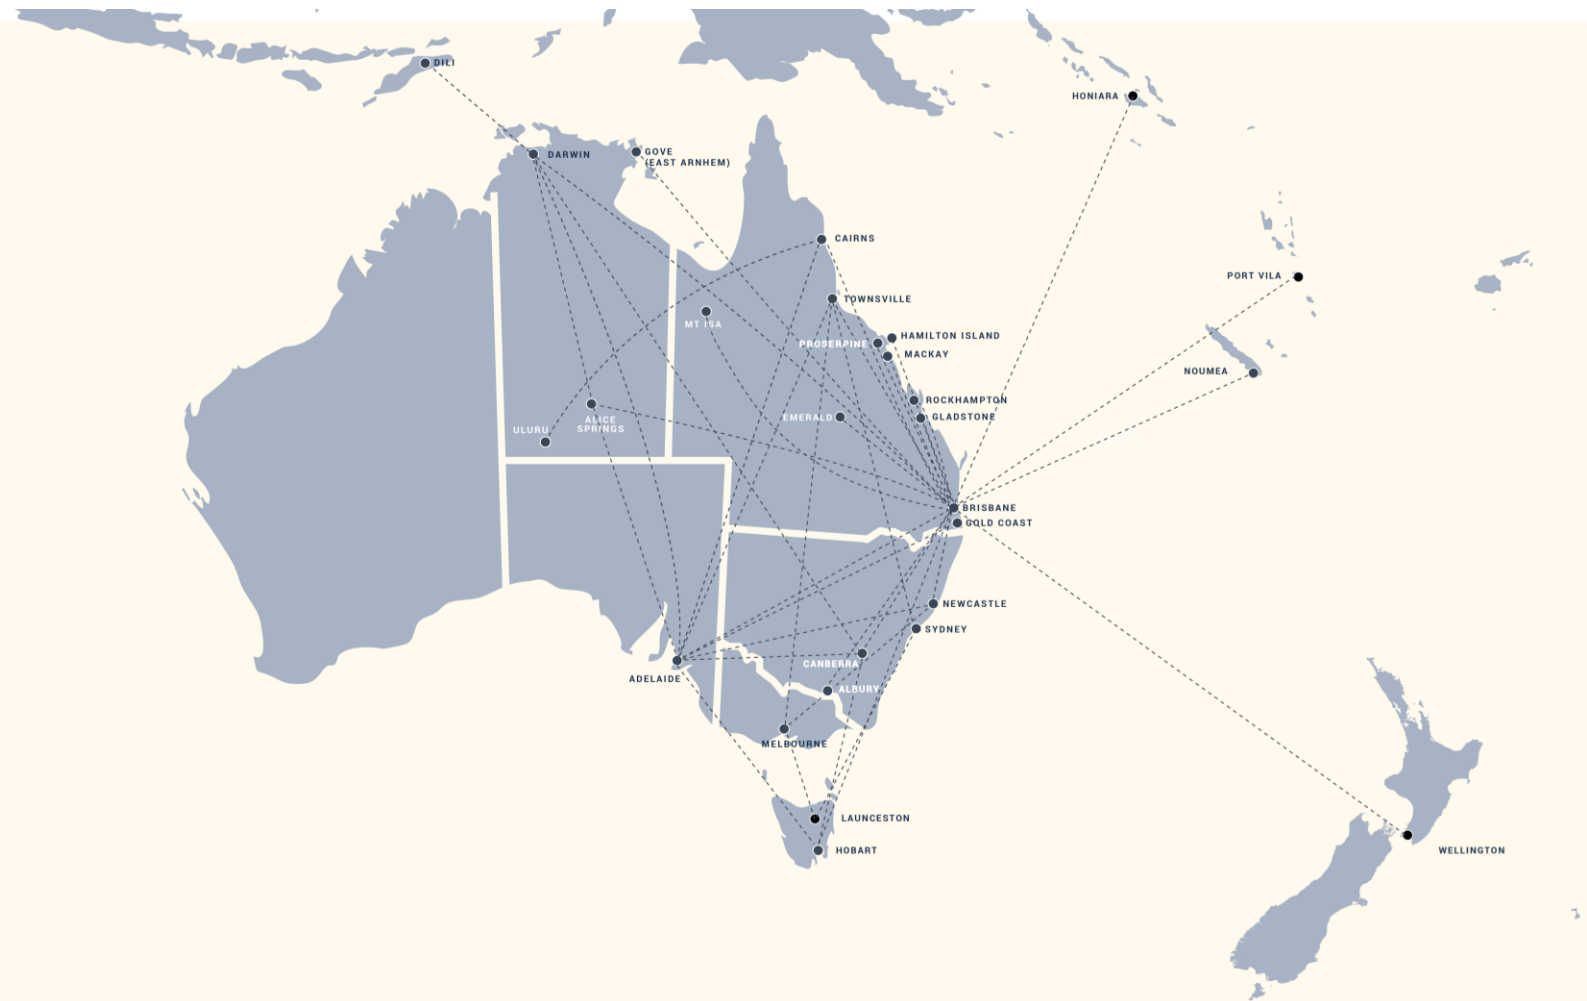 DILI
HONIARA
DARWIN
GOVE
(EAST ARNHEM)
CAIRNS
PORT VILA
TOWNSVILLE
MT ISA
HAMILTON ISLAND
PROSERPINE
MACKAY
NOUMEA
ROCKHAMPTON
EMERALD
GLADSTONE
ALICE
SPRINGS
ULURU
BRISBANE
GOLD COAST
NEWCASTLE
SYDNEY
CANBERRA
ADELAIDE
ALBURY
MELBOURNE
LAUNCESTON
HOBART
WELLINGTON